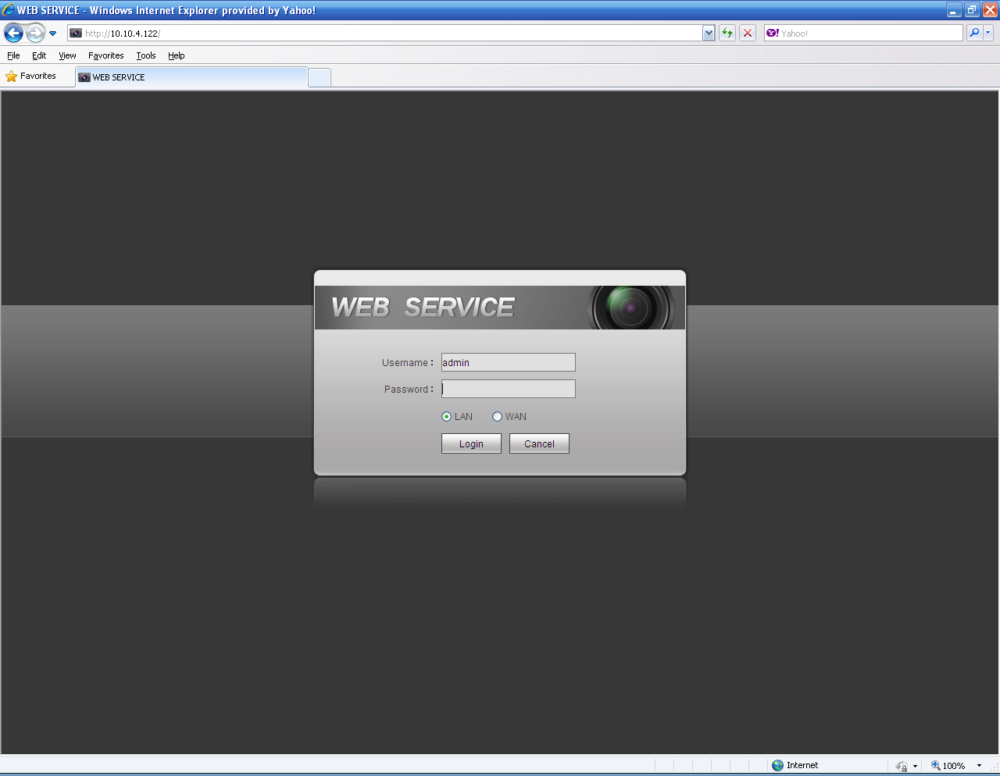 WEB SERVICE - Windows Internet Explorer provided by Yahoo!
http://10.10.4.122/
Yahoo!
File Edit View Favorites Tools Help
Favorites WEB SERVICE
WEB SERVICE
Username :
admin
Password :
LAN WAN
Login Cancel
Internet 100%